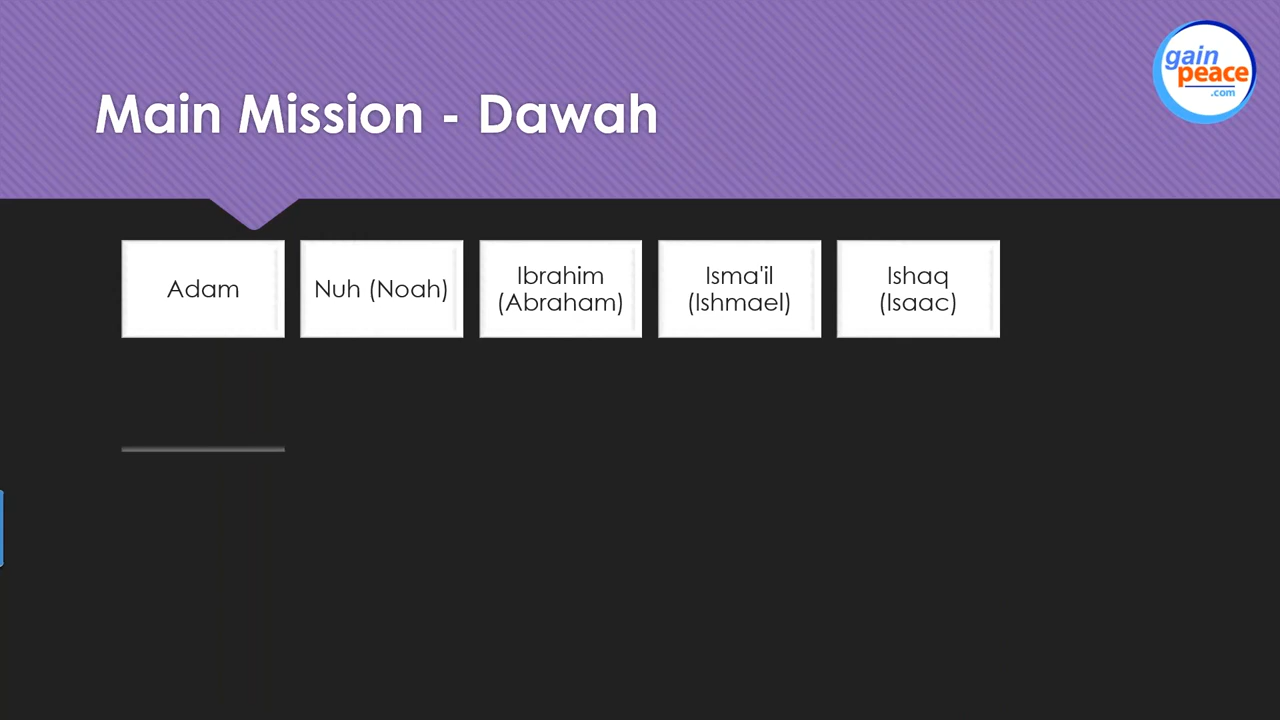 gain
peace
.com
Main Mission - Dawah
Adam
Nuh (Noah)
Ibrahim
(Abraham)
Isma'il
(Ishmael)
Ishaq
(Isaac)